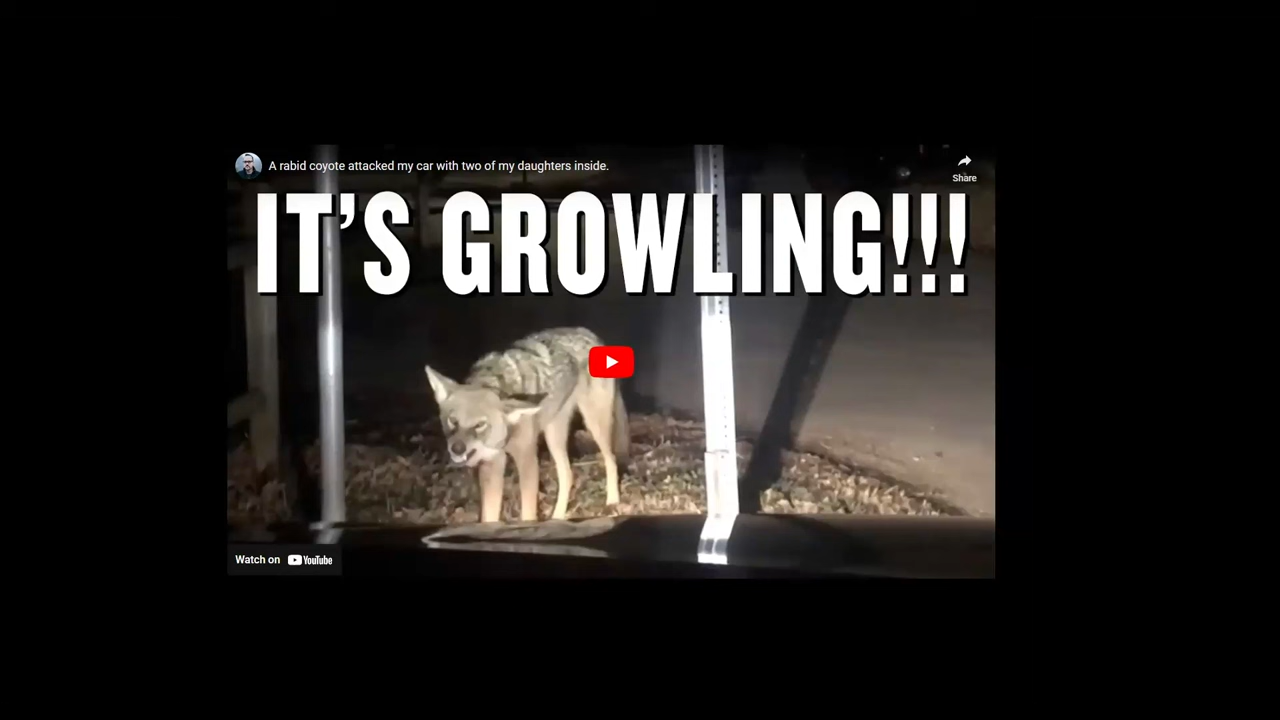 A rabid coyote attacked my car with two of my daughters inside.
Share
IT'S GROWLING!!!
Watch on YouTube